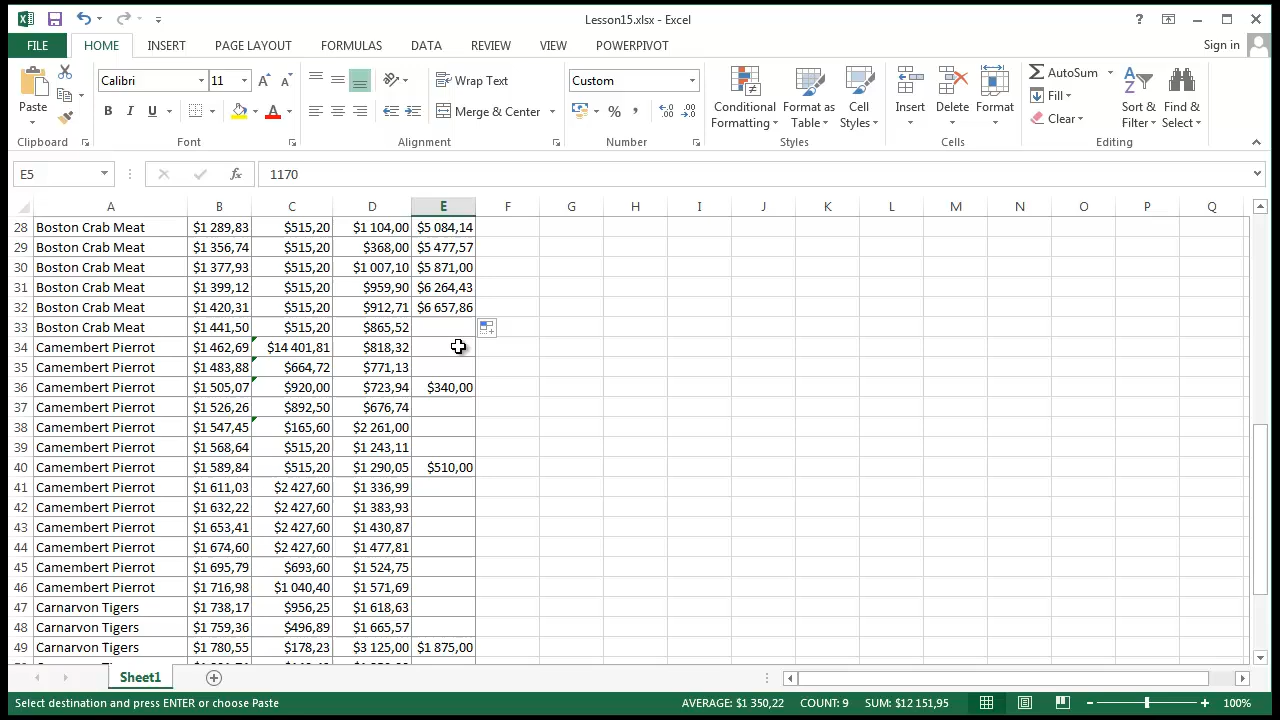 Lesson15.xlsx - Excel
?
FILE HOME INSERT PAGE LAYOUT FORMULAS DATA REVIEW VIEW POWERPIVOT Sign in
Paste
Calibri 11
B I U
A A A
Wrap Text
Merge & Center
Custom
%
Conditional Formatting
Format as Table
Cell Styles
Insert Delete Format
AutoSum
Fill
Clear
Sort & Filter
Find & Select
Clipboard Font Alignment Number Styles Cells Editing
E5 fx 1170
A B C D E F G H I J K L M N O P Q
28 Boston Crab Meat $1 289,83 $515,20 $1 104,00 $5 084,14
29 Boston Crab Meat $1 356,74 $515,20 $368,00 $5 477,57
30 Boston Crab Meat $1 377,93 $515,20 $1 007,10 $5 871,00
31 Boston Crab Meat $1 399,12 $515,20 $959,90 $6 264,43
32 Boston Crab Meat $1 420,31 $515,20 $912,71 $6 657,86
33 Boston Crab Meat $1 441,50 $515,20 $865,52
34 Camembert Pierrot $1 462,69 $14 401,81 $818,32
35 Camembert Pierrot $1 483,88 $664,72 $771,13
36 Camembert Pierrot $1 505,07 $920,00 $723,94 $340,00
37 Camembert Pierrot $1 526,26 $892,50 $676,74
38 Camembert Pierrot $1 547,45 $165,60 $2 261,00
39 Camembert Pierrot $1 568,64 $515,20 $1 243,11
40 Camembert Pierrot $1 589,84 $515,20 $1 290,05 $510,00
41 Camembert Pierrot $1 611,03 $2 427,60 $1 336,99
42 Camembert Pierrot $1 632,22 $2 427,60 $1 383,93
43 Camembert Pierrot $1 653,41 $2 427,60 $1 430,87
44 Camembert Pierrot $1 674,60 $2 427,60 $1 477,81
45 Camembert Pierrot $1 695,79 $693,60 $1 524,75
46 Camembert Pierrot $1 716,98 $1 040,40 $1 571,69
47 Carnarvon Tigers $1 738,17 $956,25 $1 618,63
48 Carnarvon Tigers $1 759,36 $496,89 $1 665,57
49 Carnarvon Tigers $1 780,55 $178,23 $3 125,00 $1 875,00
Sheet1
Select destination and press ENTER or choose Paste AVERAGE: $1 350,22 COUNT: 9 SUM: $12 151,95 100%